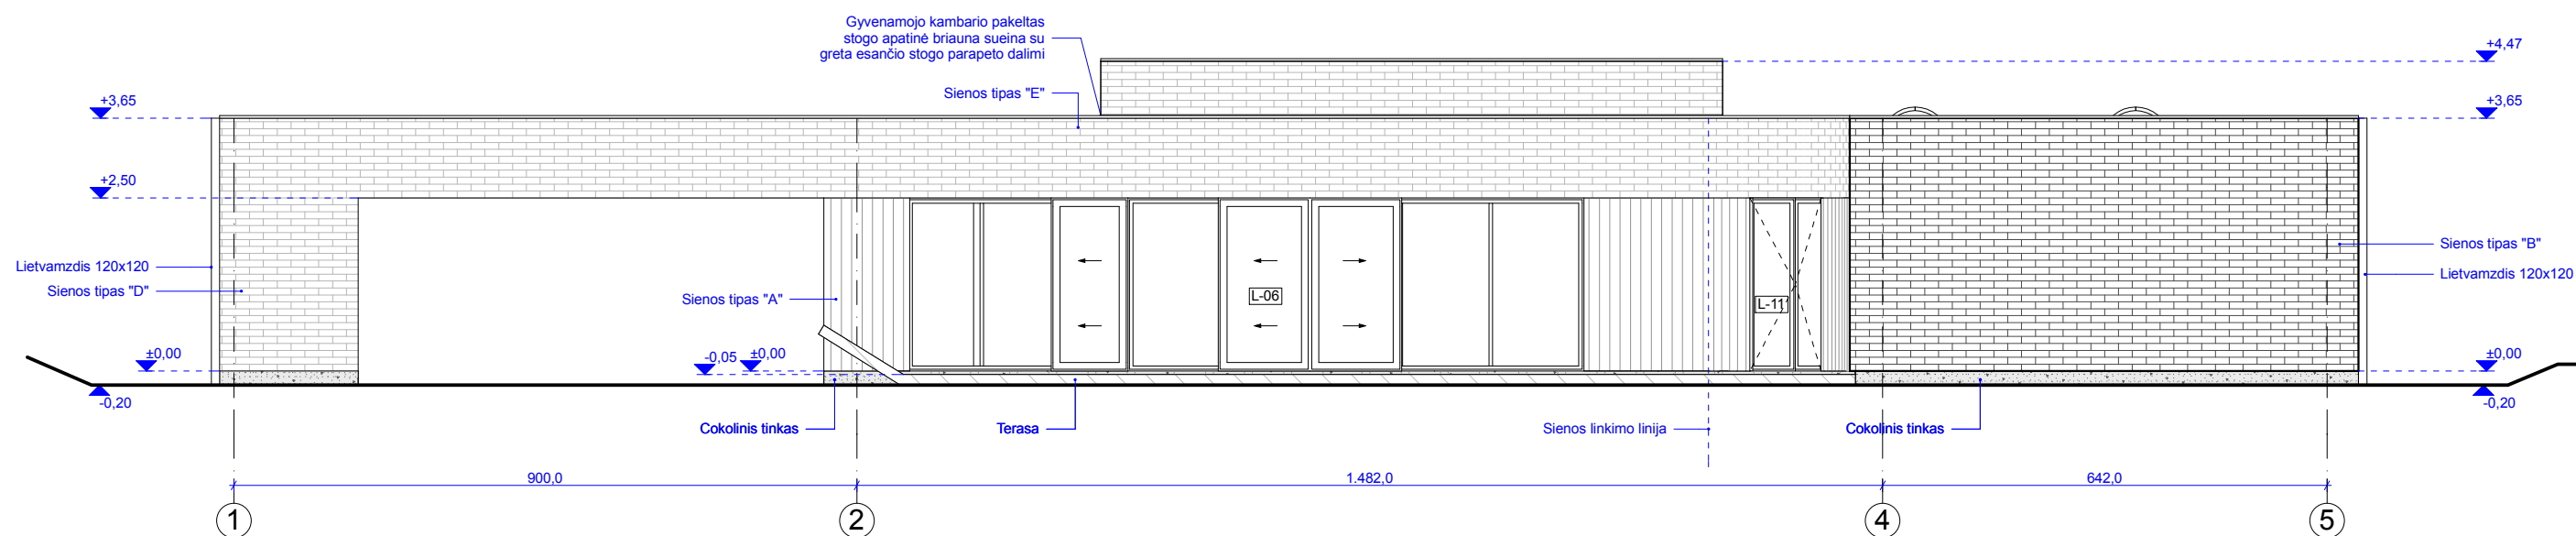 Gyvenamojo kambario pakeltas
stogo apatinė briauna sueina su
greta esančio stogo parapeto dalimi
+4,47
Sienos tipas "E"
+3,65
+3,65
+2,50
Sienos tipas "B"
Lietvamzdis 120x120
Lietvamzdis 120x120
Sienos tipas "D"
Sienos tipas "A"
L-06
L-11
±0,00
-0,05
±0,00
±0,00
-0,20
-0,20
Cokolinis tinkas
Terasa
Sienos linkimo linija
Cokolinis tinkas
900,0
1.482,0
642,0
1
2
4
5